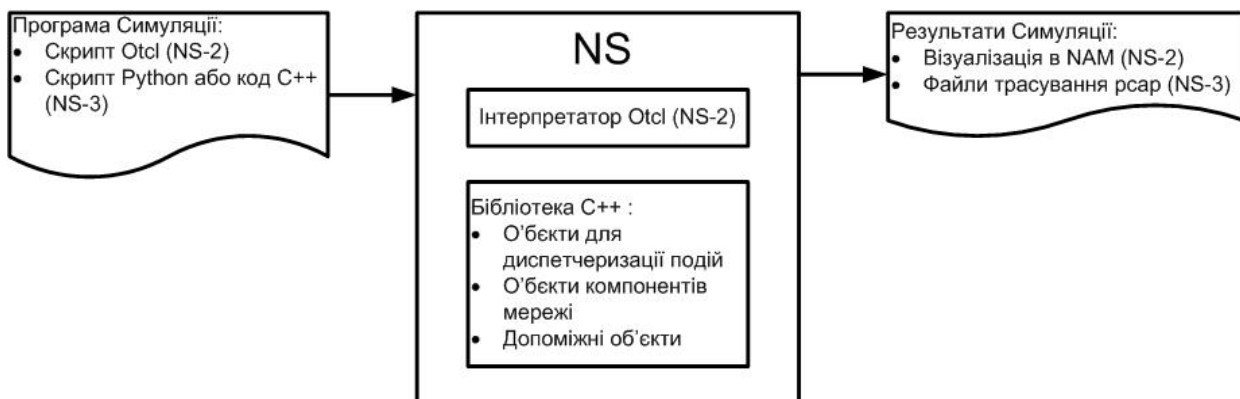 Програма Симуляції:
• Скрипт Otcl (NS-2)
• Скрипт Python або код C++
(NS-3)
NS
Інтерпретатор Otcl (NS-2)
Бібліотека C++ :
• О’бєкти для
диспетчеризації подій
• О’бєкти компонентів
мережі
• Допоміжні об’єкти
Результати Симуляції:
• Візуалізація в NAM (NS-2)
• Файли трасування pcap (NS-3)